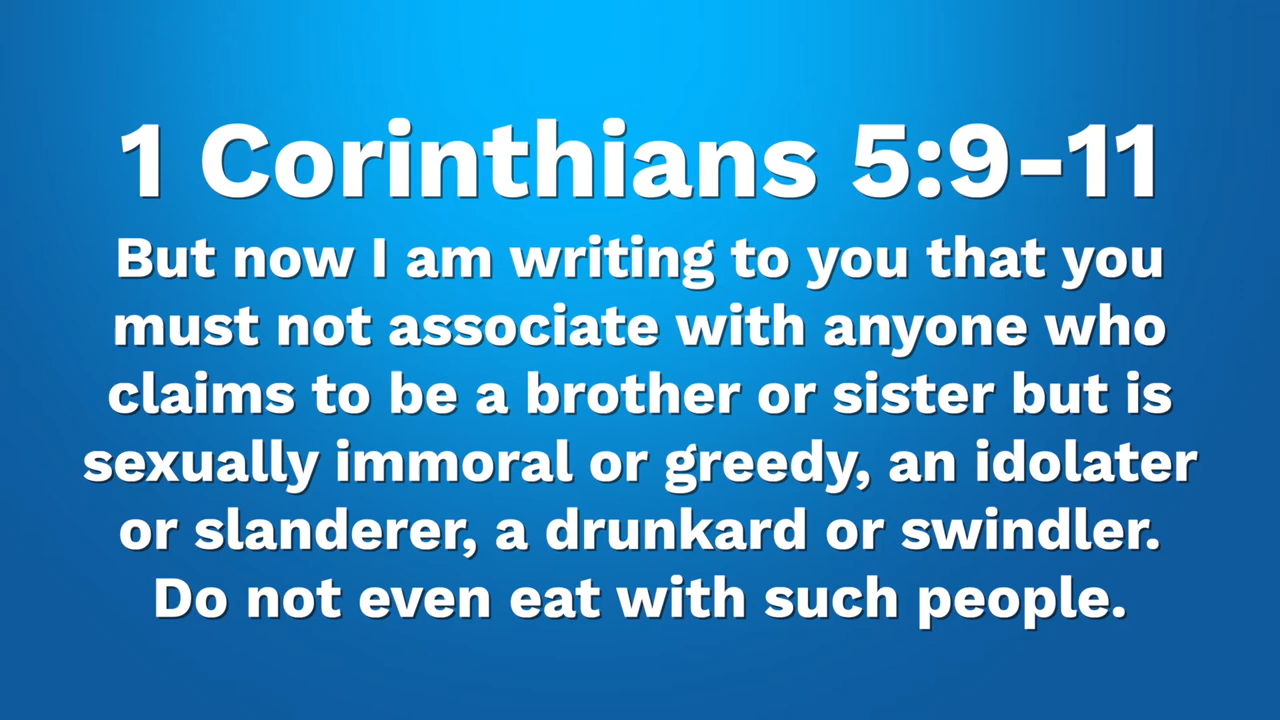 1 Corinthians 5:9-11
But now I am writing to you that you
must not associate with anyone who
claims to be a brother or sister but is
sexually immoral or greedy, an idolater
or slanderer, a drunkard or swindler.
Do not even eat with such people.